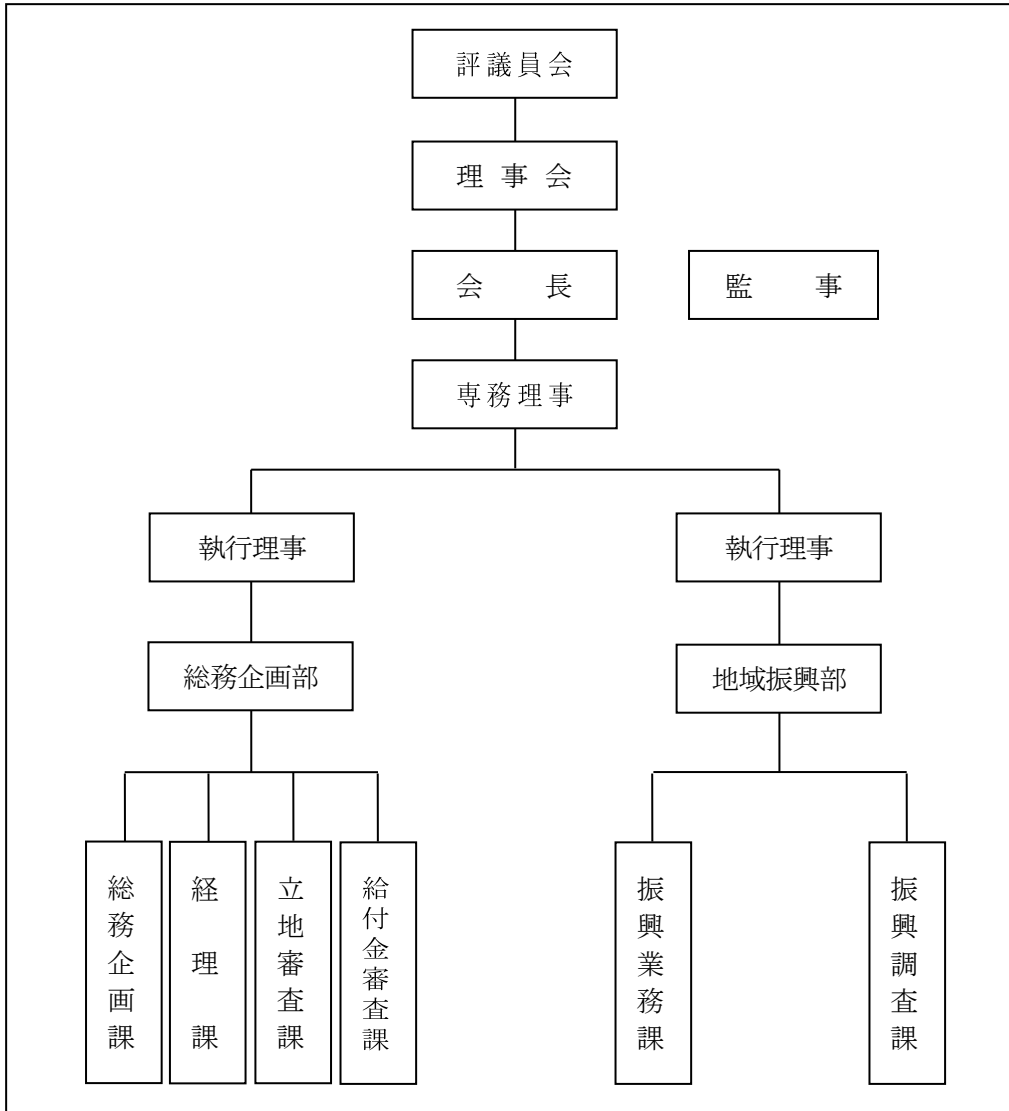 評議員会
理事会
会長
監事
専務理事
執行理事
執行理事
総務企画部
地域振興部
総務企画課
経理課
立地審査課
給付金審査課
振興業務課
振興調査課